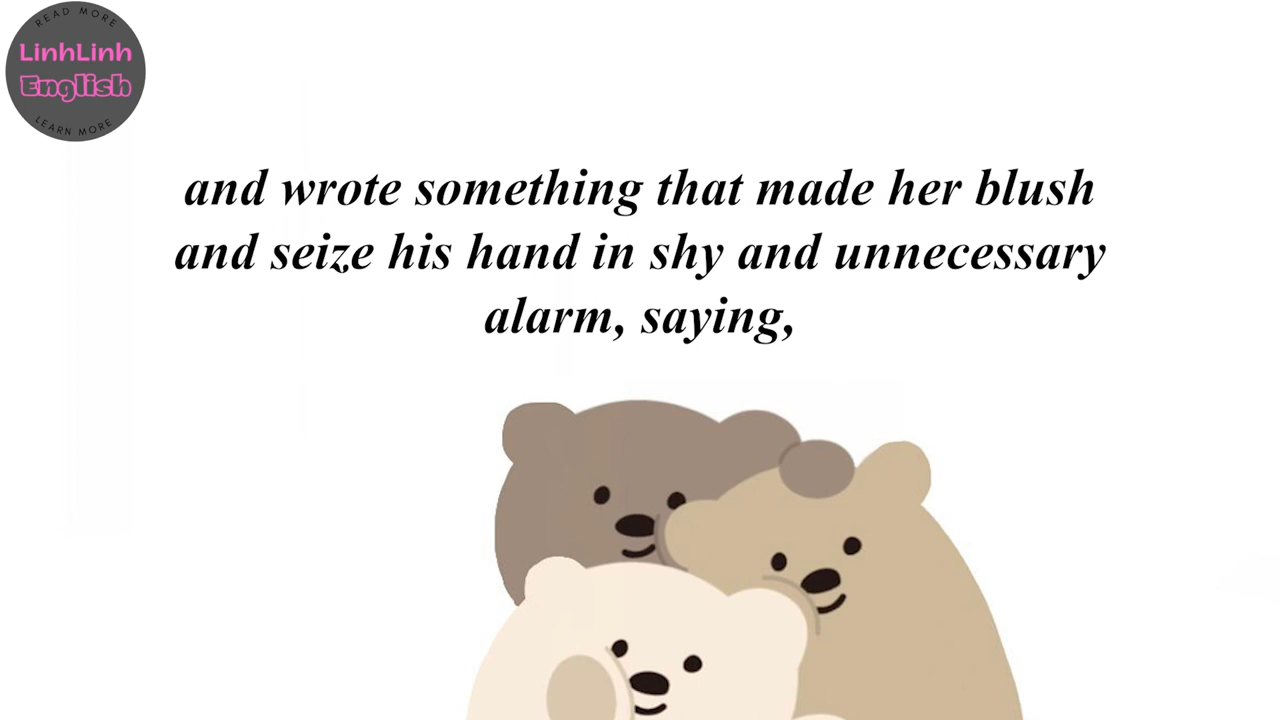 READ MORE
LinhLinh
English
LEARN MORE
and wrote something that made her blush
and seize his hand in shy and unnecessary
alarm, saying,